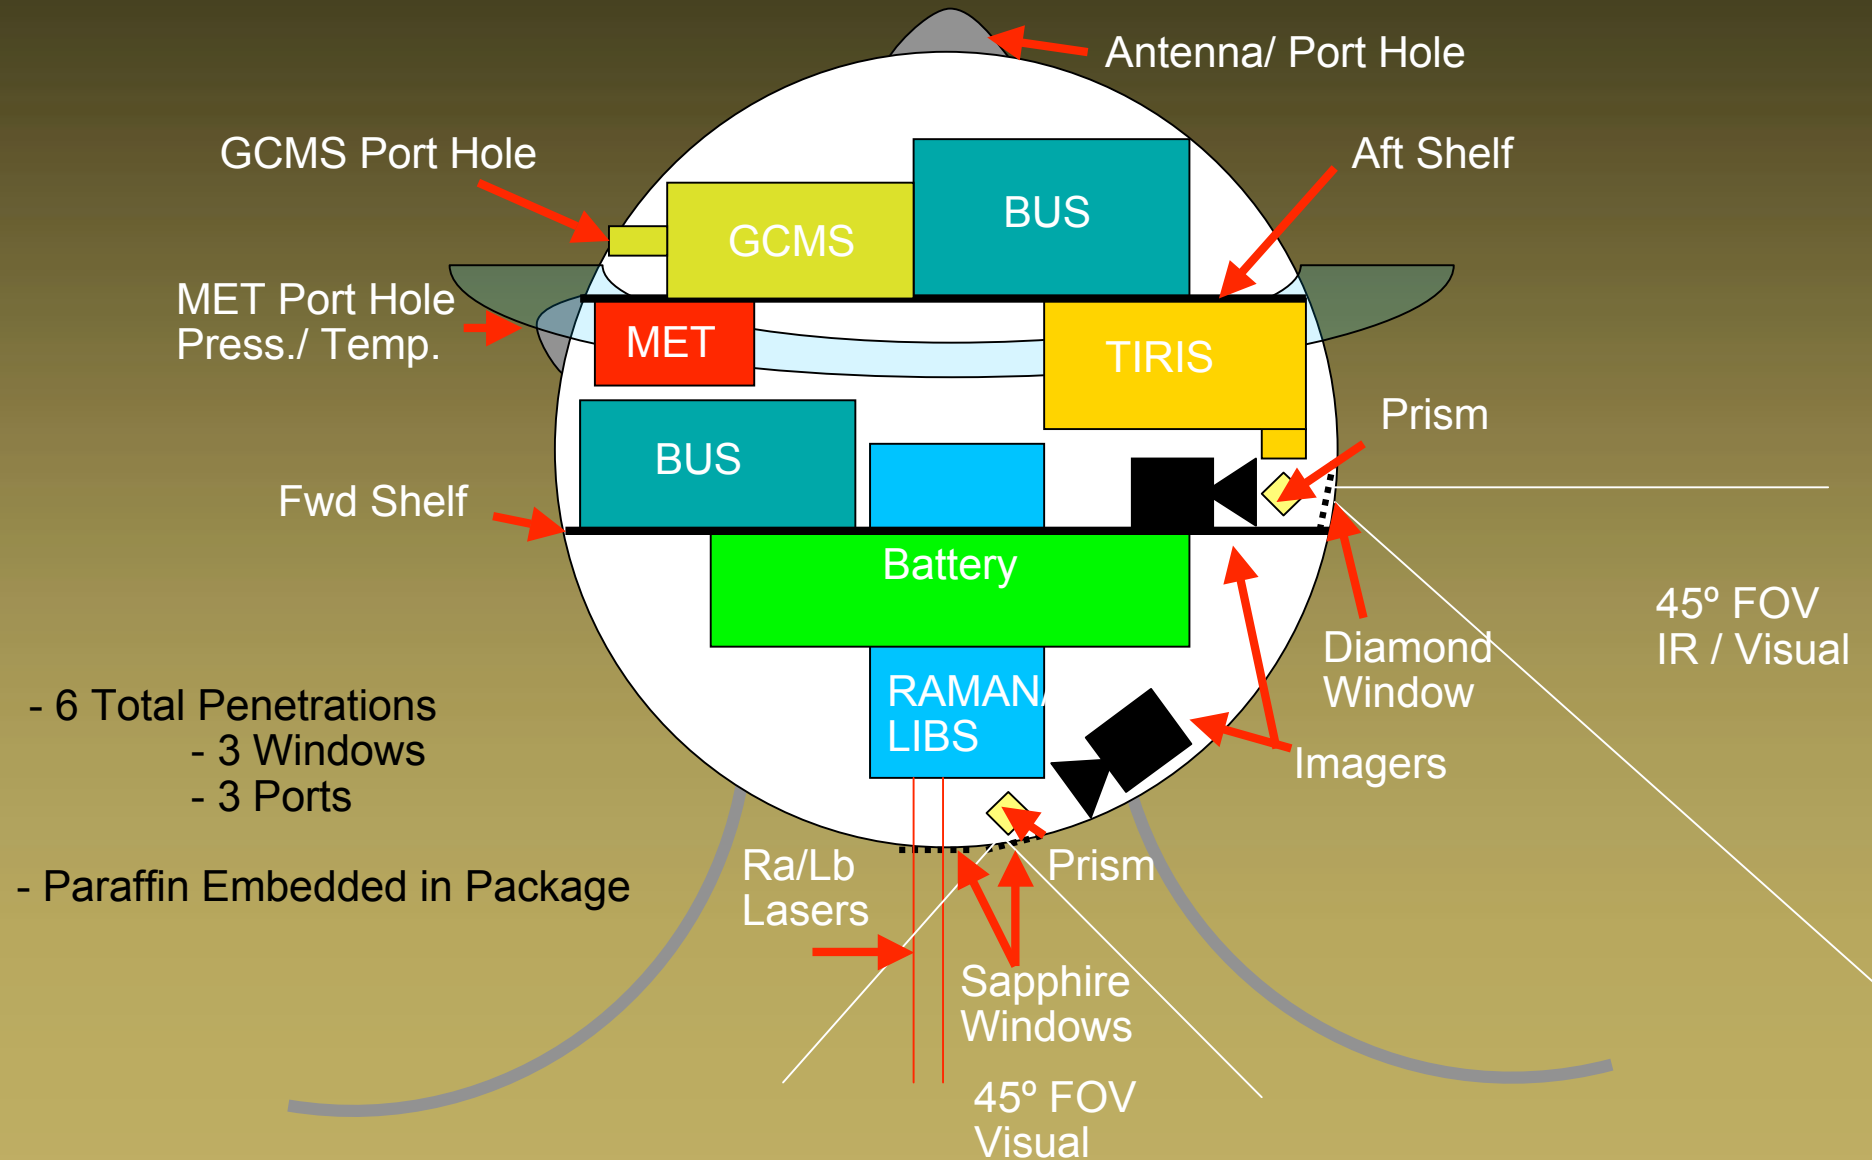 Antenna/ Port Hole
GCMS Port Hole
Aft Shelf
BUS
GCMS
MET Port Hole
Press./ Temp.
MET
TIRIS
Prism
BUS
Fwd Shelf
Battery
45º FOV
IR / Visual
Diamond
Window
RAMAN/
LIBS
- 6 Total Penetrations
- 3 Windows
- 3 Ports
Imagers
- Paraffin Embedded in Package
Ra/Lb
Lasers
Prism
Sapphire
Windows
45º FOV
Visual